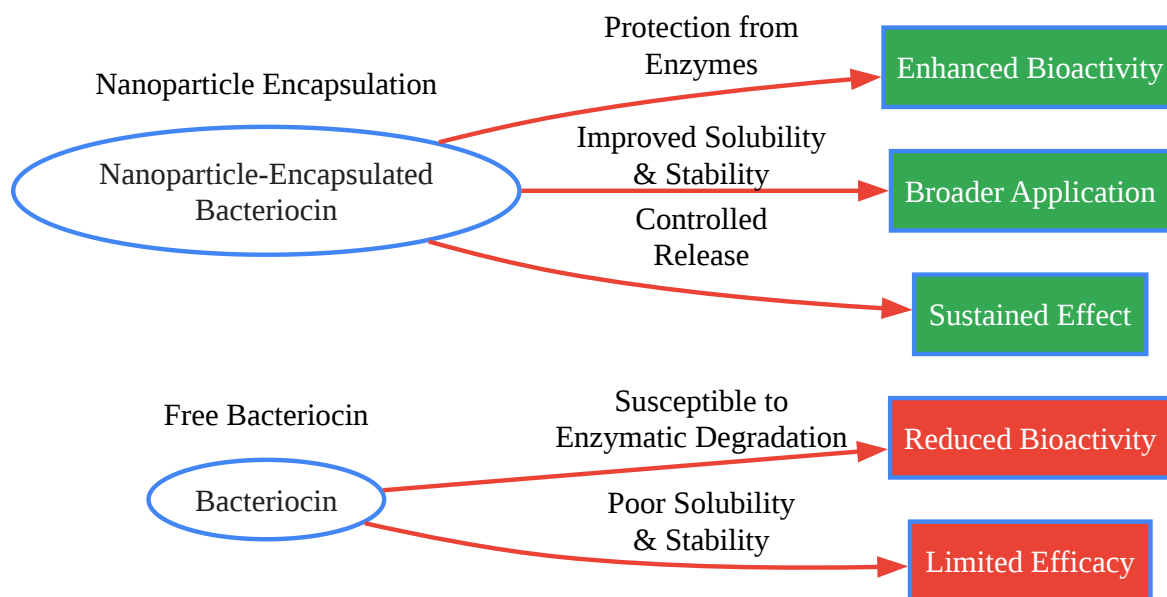 Nanoparticle Encapsulation
Nanoparticle-Encapsulated
Bacteriocin
Protection from
Enzymes
Enhanced Bioactivity
Improved Solubility
& Stability
Broader Application
Controlled
Release
Sustained Effect
Free Bacteriocin
Bacteriocin
Susceptible to
Enzymatic Degradation
Reduced Bioactivity
Poor Solubility
& Stability
Limited Efficacy